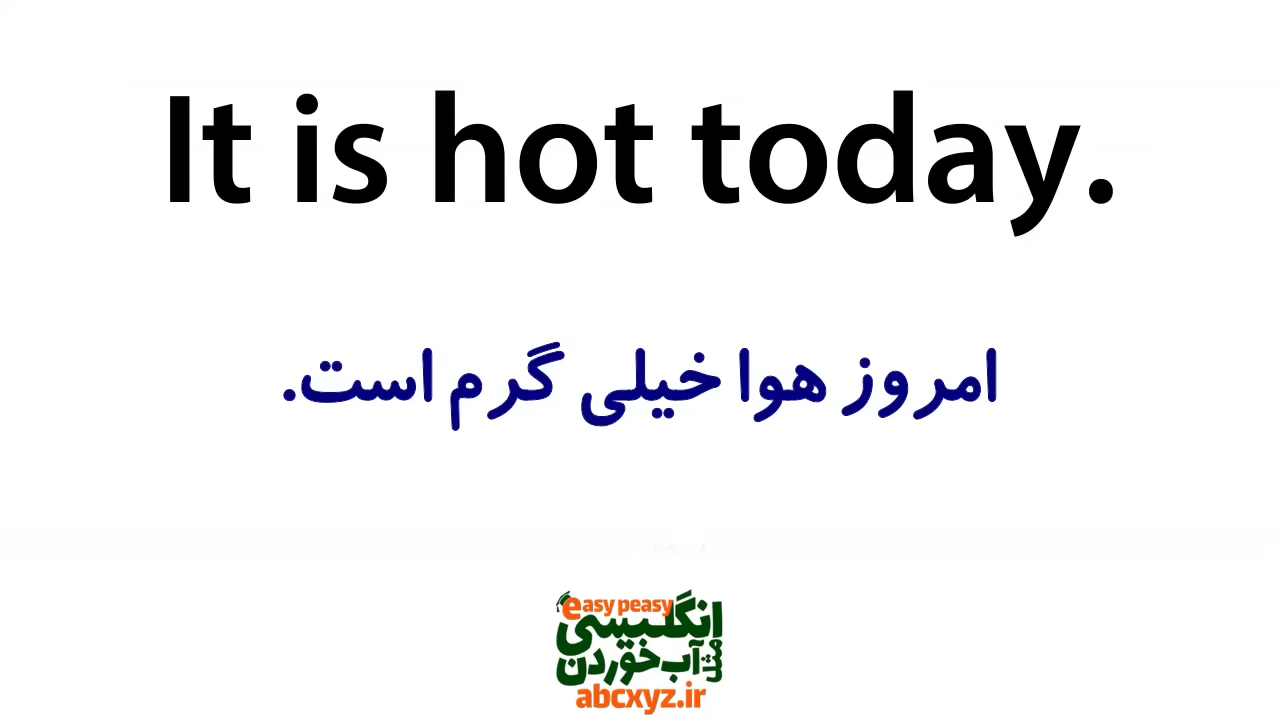 It is hot today.
امروز هوا خیلی گرم است.
easy peasy
انگلیسی
مثل آب خوردن
abcxyz.ir